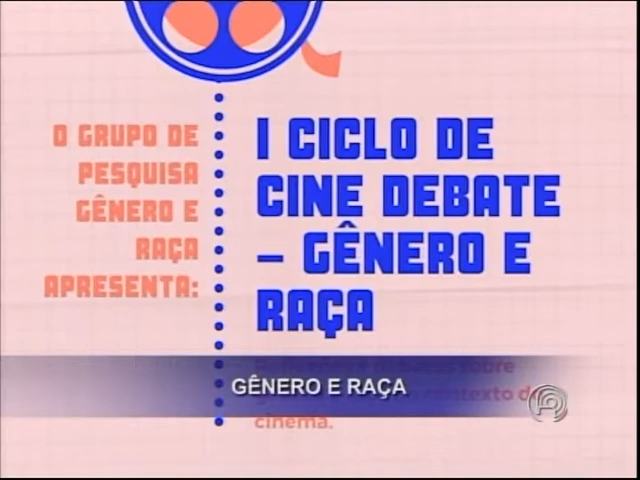 O GRUPO DE
PESQUISA
GÊNERO E
RAÇA
APRESENTA:
I CICLO DE
CINE DEBATE
– GÊNERO E
RAÇA
GÊNERO E RAÇA
cinema.